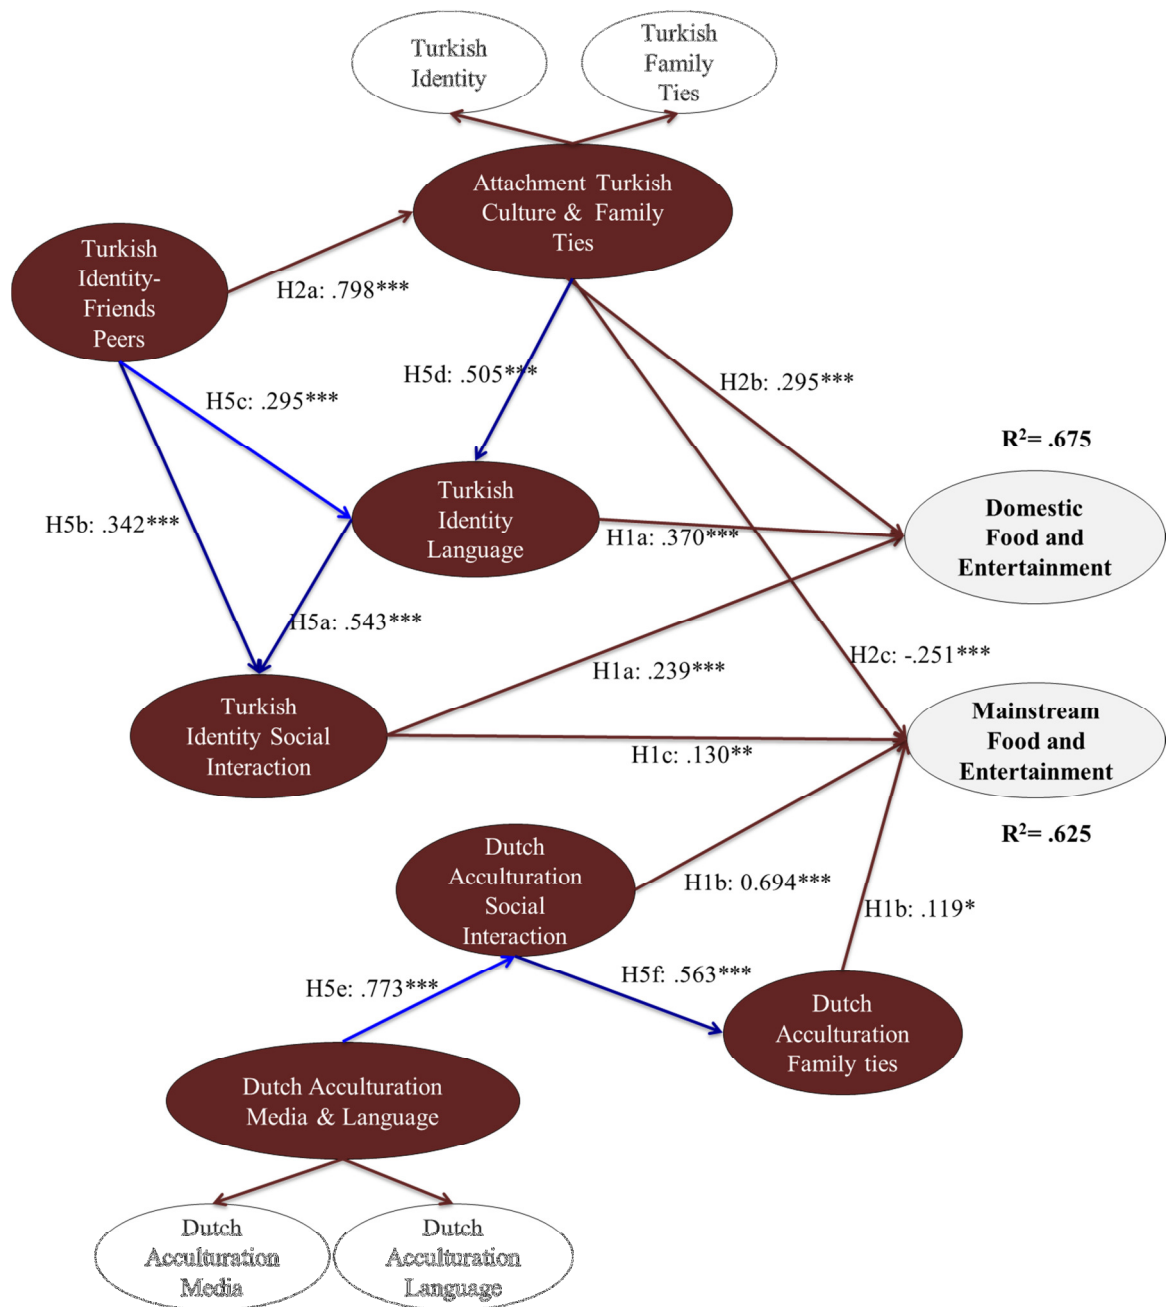 Turkish
Identity
Turkish
Family
Ties
Attachment Turkish
Culture & Family
Ties
Turkish
Identity-
Friends
Peers
H2a: .798***
H5d: .505***
H2b: .295***
H5c: .295***
R²= .675
Turkish
Identity
Language
Domestic
Food and
Entertainment
H5b: .342***
H1a: .370***
H5a: .543***
H1a: .239***
H2c: -.251***
Turkish
Identity Social
Interaction
Mainstream
Food and
Entertainment
H1c: .130**
R²= .625
Dutch
Acculturation
Social
Interaction
H1b: 0.694***
H1b: .119*
H5e: .773***
H5f: .563***
Dutch
Acculturation
Family ties
Dutch Acculturation
Media & Language
Dutch
Acculturation
Media
Dutch
Acculturation
Language